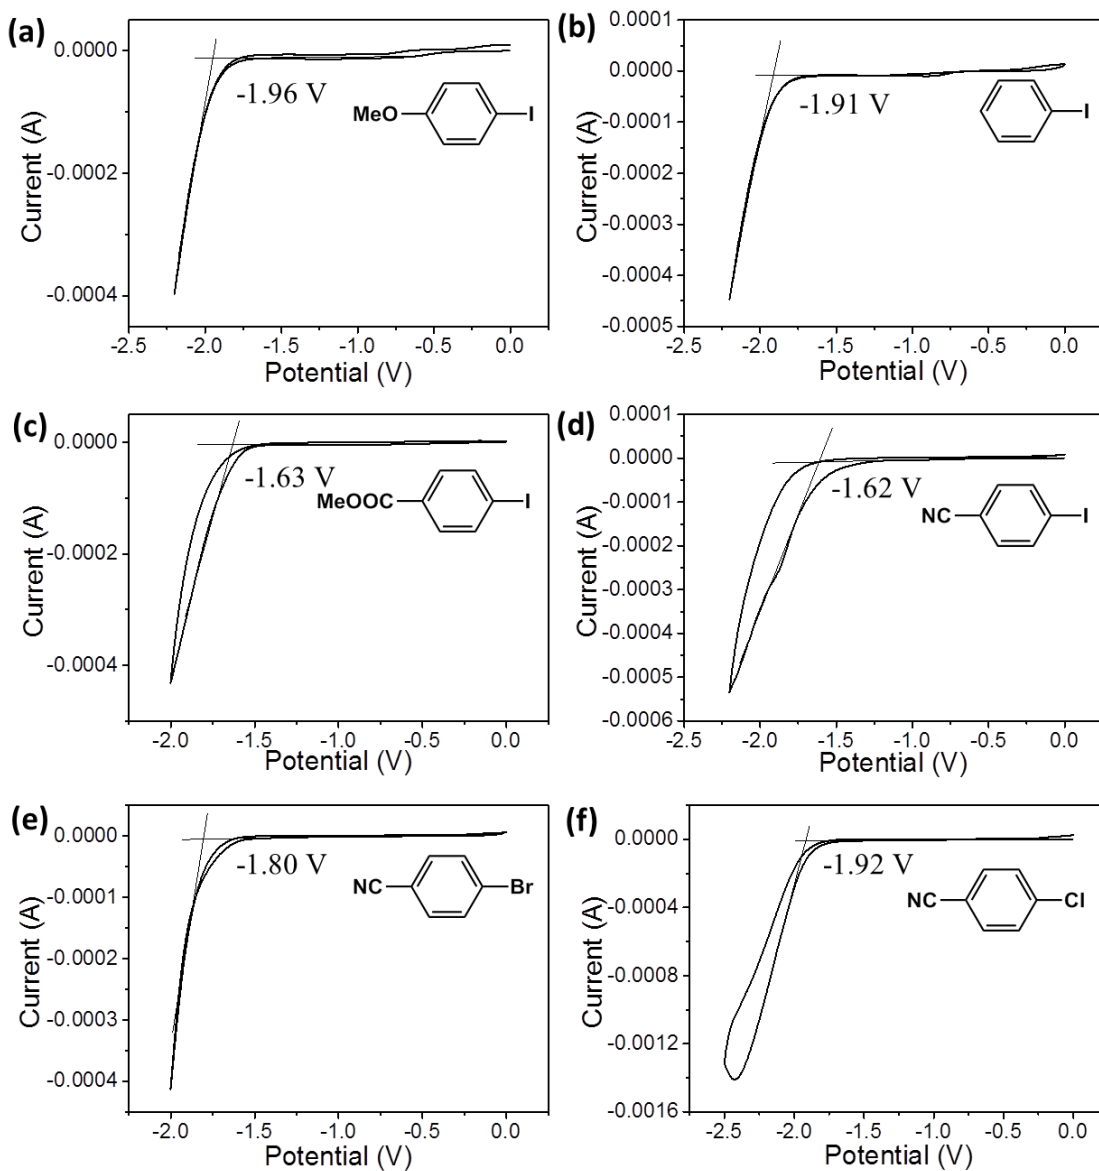 (a)
0.0000
-0.0002
-0.0004
Current (A)
-1.96 V
MeO
I
-2.5 -2.0 -1.5 -1.0 -0.5 0.0
Potential (V)
(b)
0.0001
0.0000
-0.0001
-0.0002
-0.0003
-0.0004
-0.0005
Current (A)
-1.91 V
I
-2.5 -2.0 -1.5 -1.0 -0.5 0.0
Potential (V)
(c)
0.0000
-0.0002
-0.0004
Current (A)
-1.63 V
MeOOC
I
-2.0 -1.5 -1.0 -0.5 0.0
Potential (V)
(d)
0.0001
0.0000
-0.0001
-0.0002
-0.0003
-0.0004
-0.0005
-0.0006
Current (A)
-1.62 V
NC
I
-2.5 -2.0 -1.5 -1.0 -0.5 0.0
Potential (V)
(e)
0.0000
-0.0001
-0.0002
-0.0003
-0.0004
Current (A)
-1.80 V
NC
Br
-2.0 -1.5 -1.0 -0.5 0.0
Potential (V)
(f)
0.0000
-0.0004
-0.0008
-0.0012
-0.0016
Current (A)
-1.92 V
NC
Cl
-2.5 -2.0 -1.5 -1.0 -0.5 0.0
Potential (V)